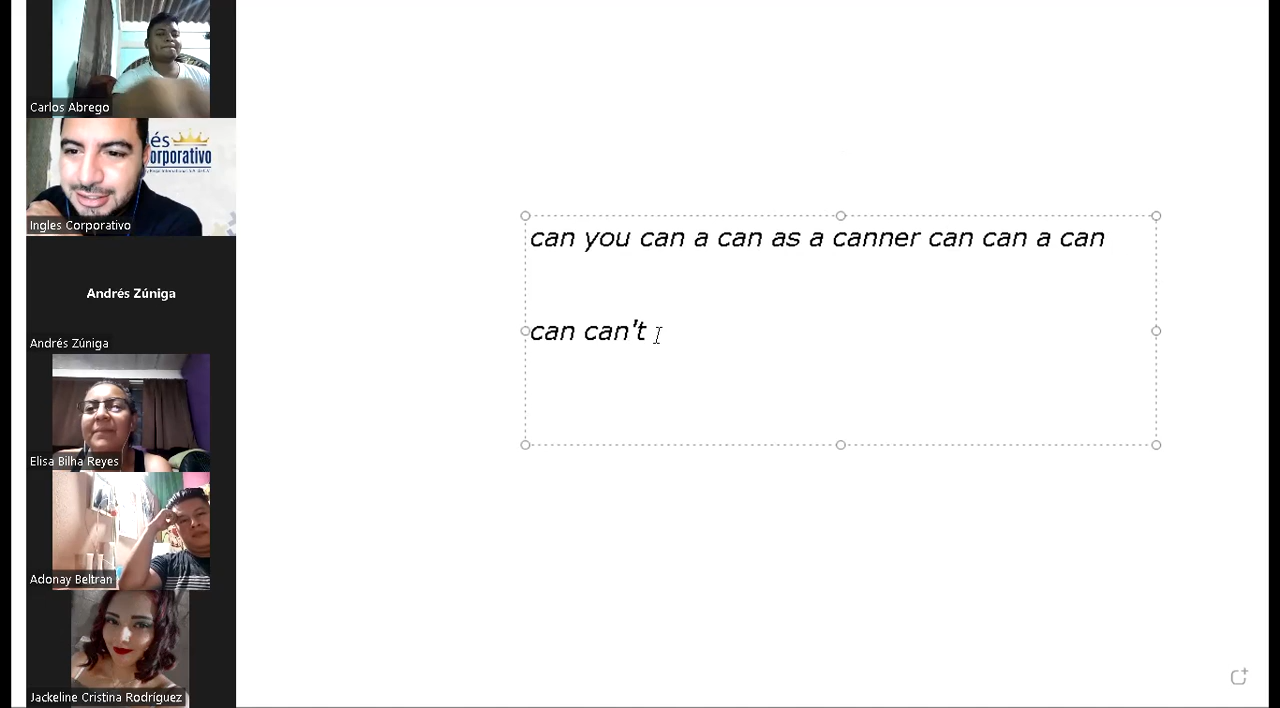 Carlos Abrego
és
orporativo
Ingles Corporativo
Andrés Zúniga
Andrés Zúniga
Elisa Bilha Reyes
Adonay Beltran
Jackeline Cristina Rodríguez
can you can a can as a canner can can a can
can can't